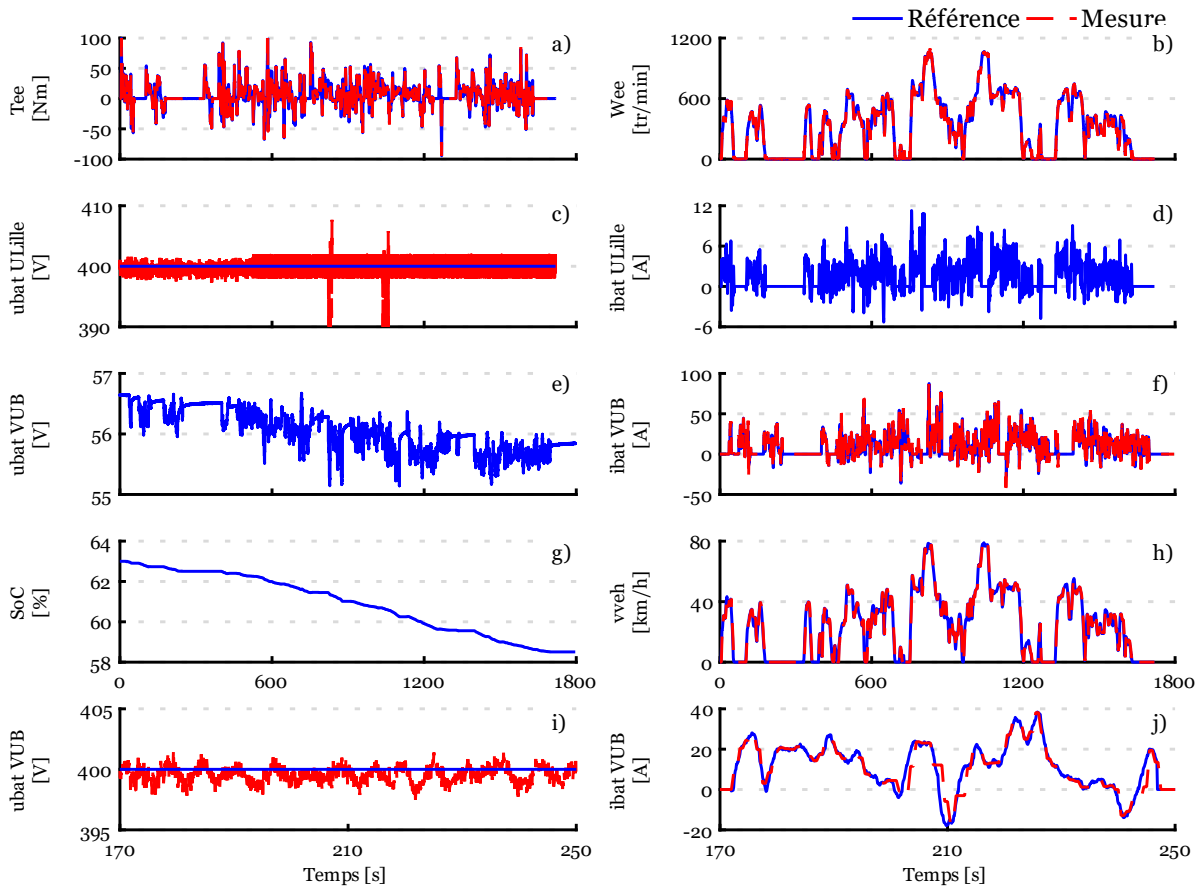 Référence Mesure
a)
Tee
[Nm]
100
50
0
-50
-100
b)
Wee
[tr/min]
1200
600
0
c)
ubat ULille
[V]
410
400
390
d)
ibat ULille
[A]
12
6
0
-6
e)
ubat VUB
[V]
57
56
55
f)
ibat VUB
[A]
100
50
0
-50
g)
SoC
[%]
64
62
60
58
0 600 1200 1800
h)
vveh
[km/h]
80
40
0
0 600 1200 1800
i)
ubat VUB
[V]
405
400
395
170 210 250
Temps [s]
j)
ibat VUB
[A]
40
20
0
-20
170 210 250
Temps [s]